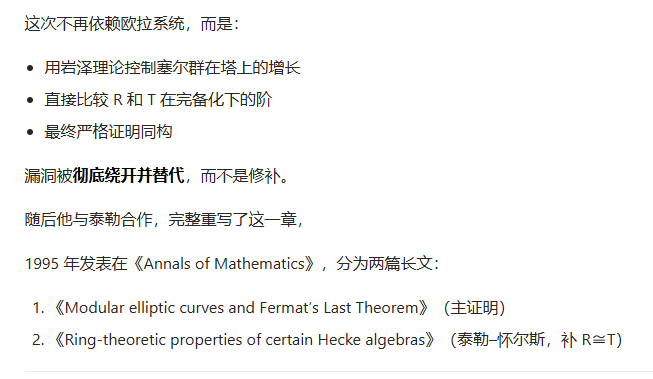 这次不再依赖欧拉系统，而是：
• 用岩泽理论控制塞尔群在塔上的增长
• 直接比较 R 和 T 在完备化下的阶
• 最终严格证明同构
漏洞被彻底绕开并替代，而不是修补。
随后他与泰勒合作，完整重写了这一章，
1995 年发表在《Annals of Mathematics》，分为两篇长文：
1. 《Modular elliptic curves and Fermat’s Last Theorem》（主证明）
2. 《Ring-theoretic properties of certain Hecke algebras》（泰勒–怀尔斯，补 R≅T）